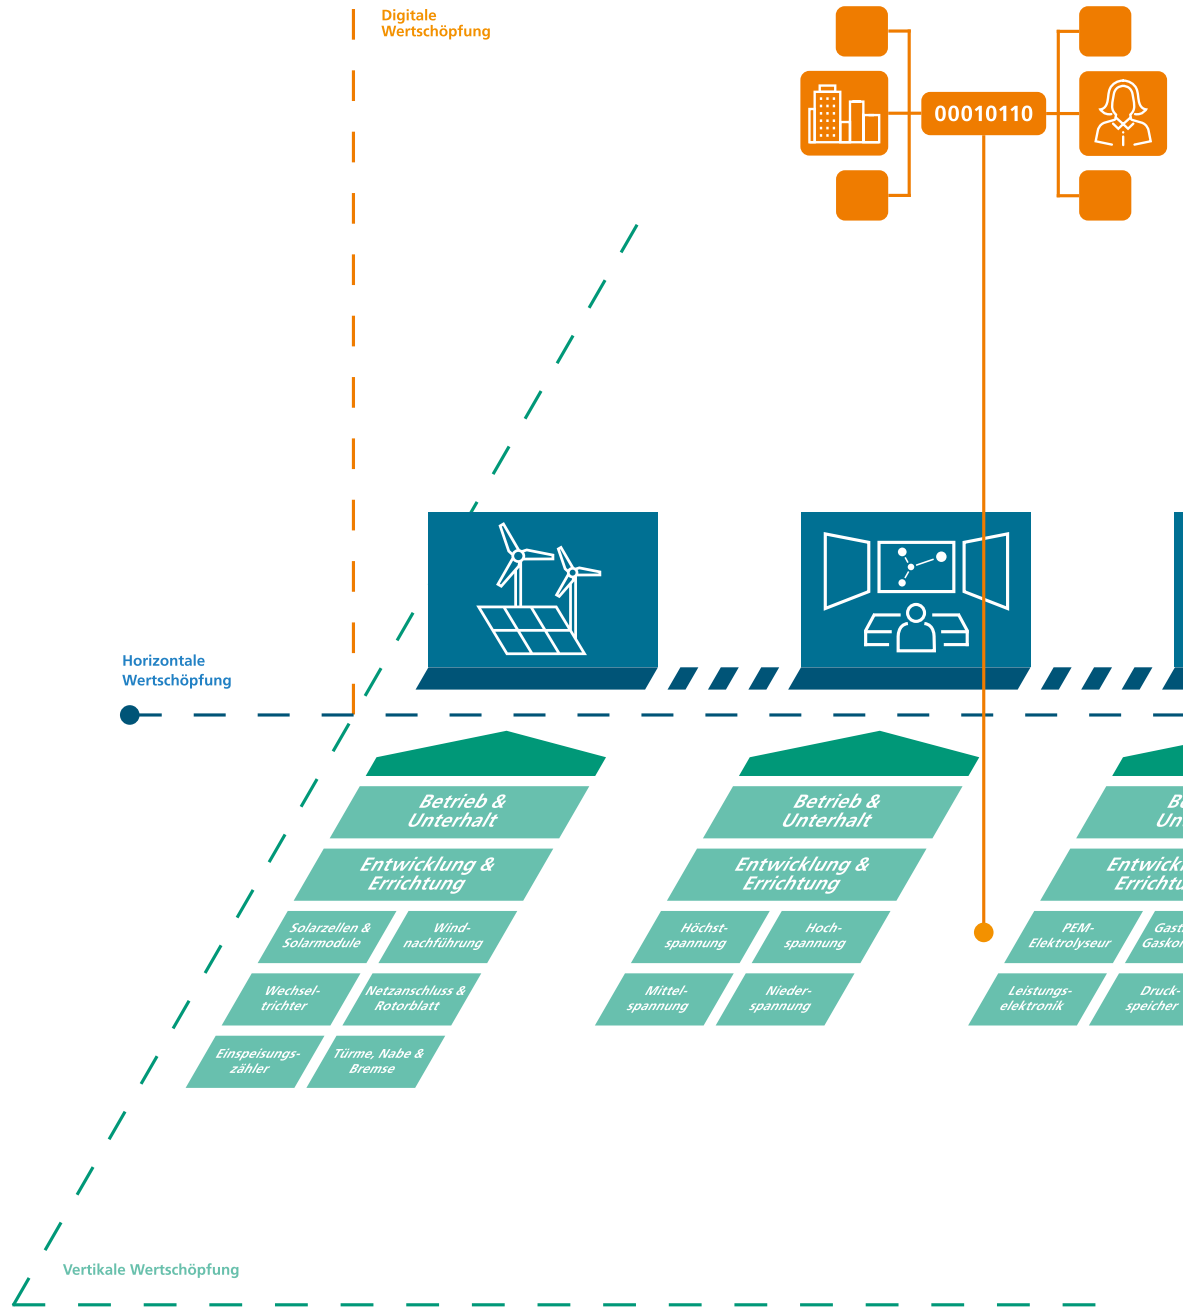 Digitale
Wertschöpfung
00010110
Horizontale
Wertschöpfung
Betrieb &
Unterhalt
Entwicklung &
Errichtung
Solarzellen &
Solarmodule
Wind-
nachführung
Wechsel-
trichter
Netzanschluss &
Rotorblatt
Einspeisungs-
zähler
Türme, Nabe &
Bremse
Betrieb &
Unterhalt
Entwicklung &
Errichtung
Höchst-
spannung
Hoch-
spannung
Mittel-
spannung
Nieder-
spannung
PEM-
Elektrolyseur
Leistungs-
elektronik
Druck-
speicher
Vertikale Wertschöpfung